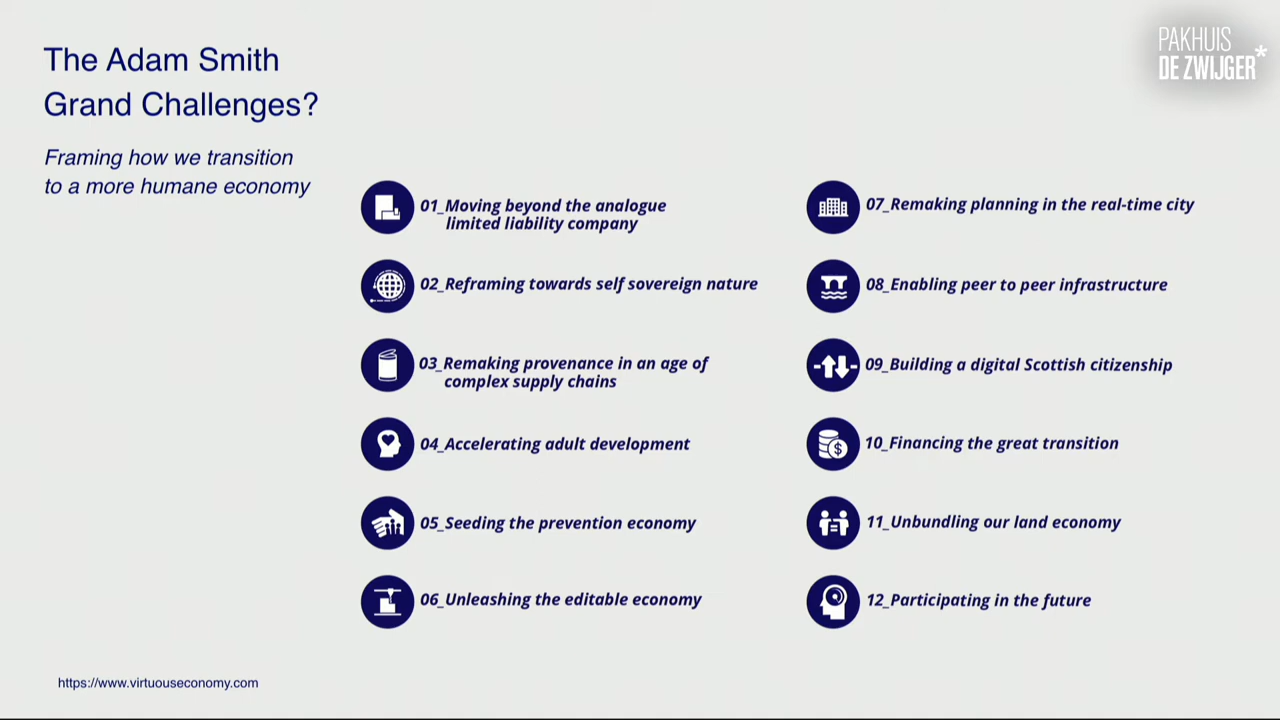 The Adam Smith
Grand Challenges?
Framing how we transition
to a more humane economy
PAKHUIS
DE ZWIJGER*
01_Moving beyond the analogue
limited liability company
02_Reframing towards self sovereign nature
03_Remaking provenance in an age of
complex supply chains
04_Accelerating adult development
05_Seeding the prevention economy
06_Unleashing the editable economy
07_Remaking planning in the real-time city
08_Enabling peer to peer infrastructure
09_Building a digital Scottish citizenship
10_Financing the great transition
11_Unbundling our land economy
12_Participating in the future
https://www.virtuouseconomy.com